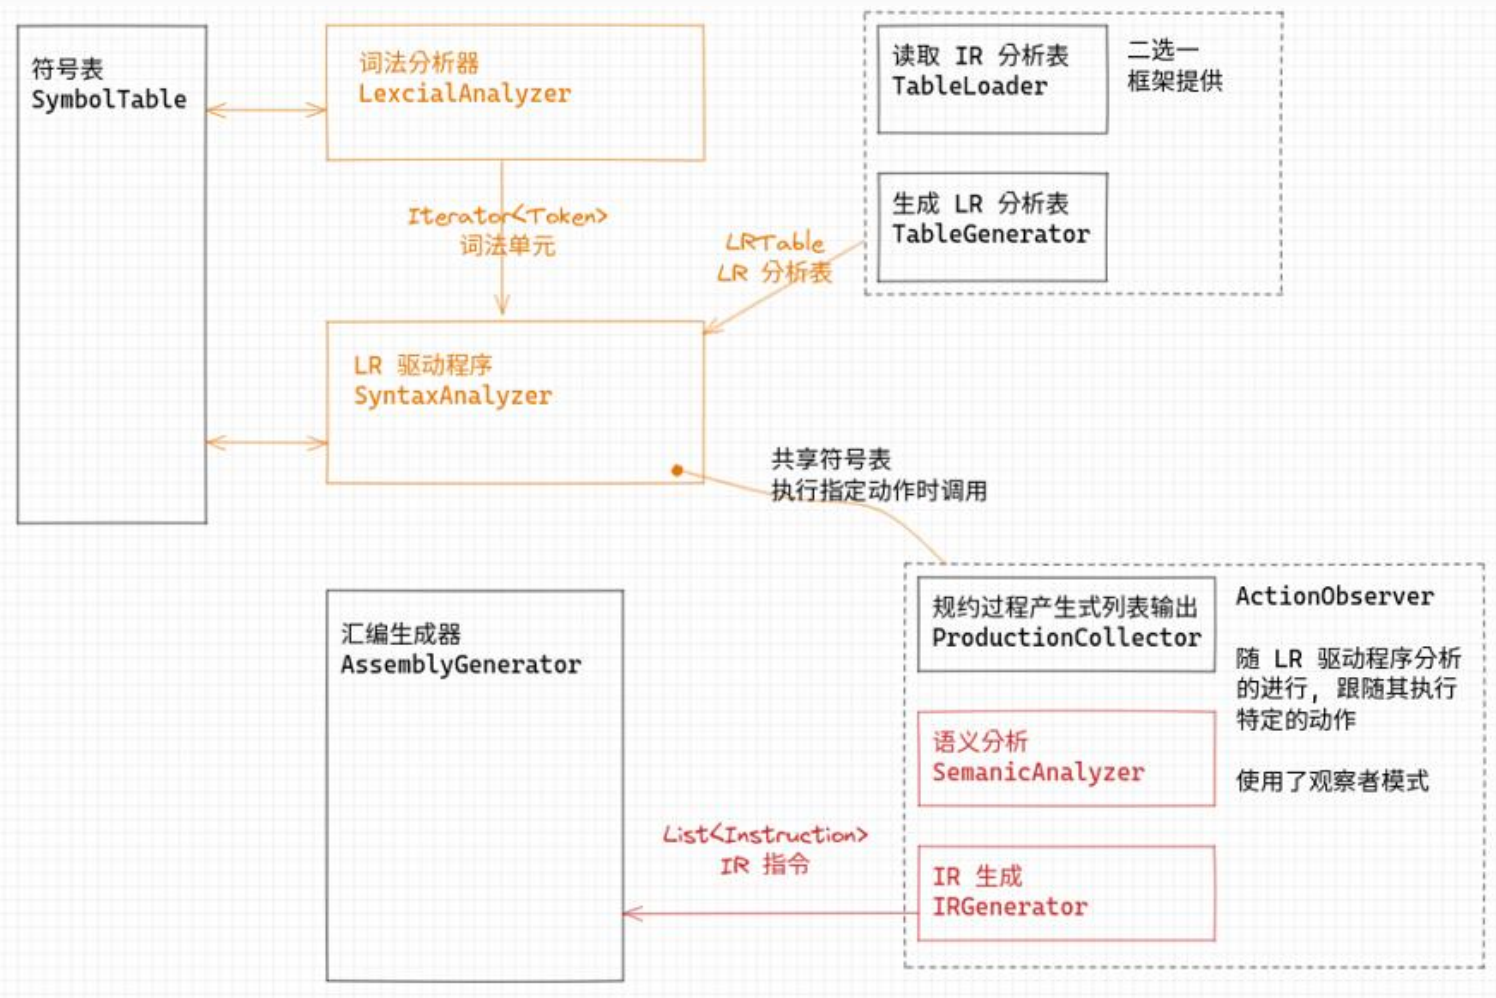 符号表
SymbolTable
词法分析器
LexcialAnalyzer
读取 IR 分析表
TableLoader
二选一
框架提供
生成 LR 分析表
TableGenerator
Iterator<Token>
词法单元
LRTable
LR 分析表
LR 驱动程序
SyntaxAnalyzer
共享符号表
执行指定动作时调用
汇编生成器
AssemblyGenerator
规约过程产生式列表输出
ProductionCollector
ActionObserver
随 LR 驱动程序分析
的进行, 跟随其执行
特定的动作
使用了观察者模式
语义分析
SemanicAnalyzer
List<Instruction>
IR 指令
IR 生成
IRGenerator